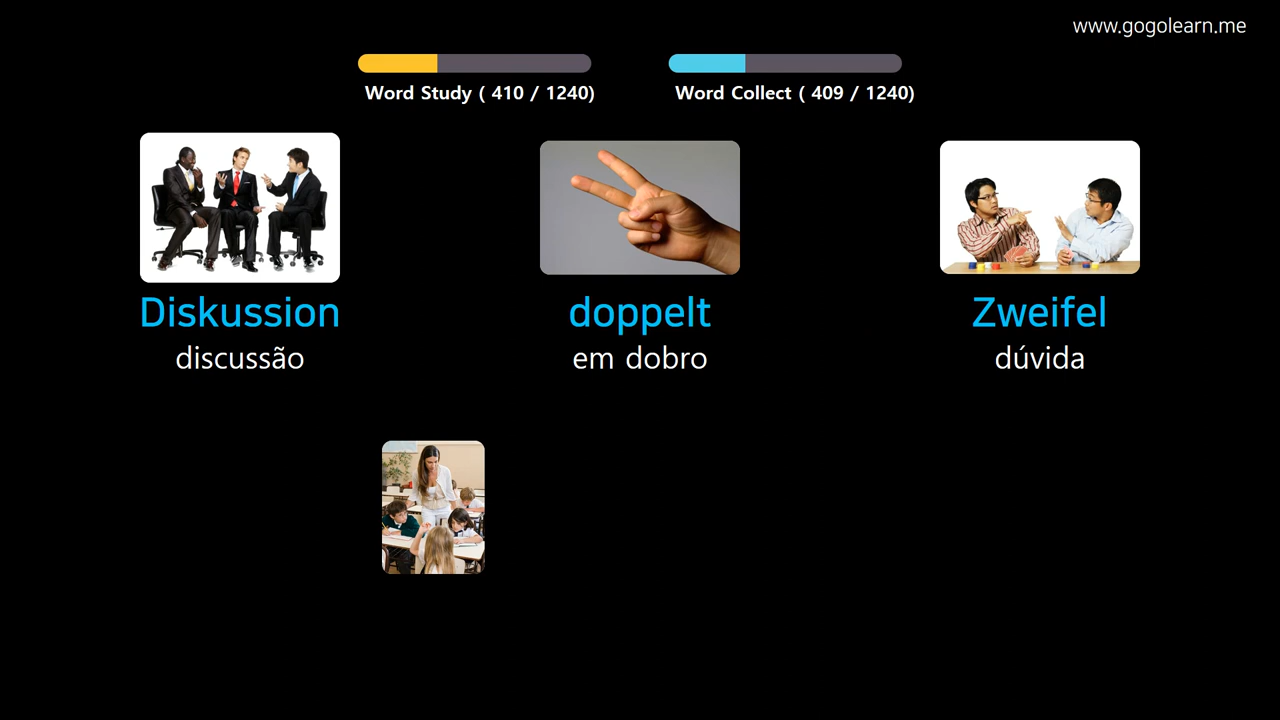 www.gogolearn.me
Word Study ( 410 / 1240)
Word Collect ( 409 / 1240)
Diskussion
discussão
doppelt
em dobro
Zweifel
dúvida